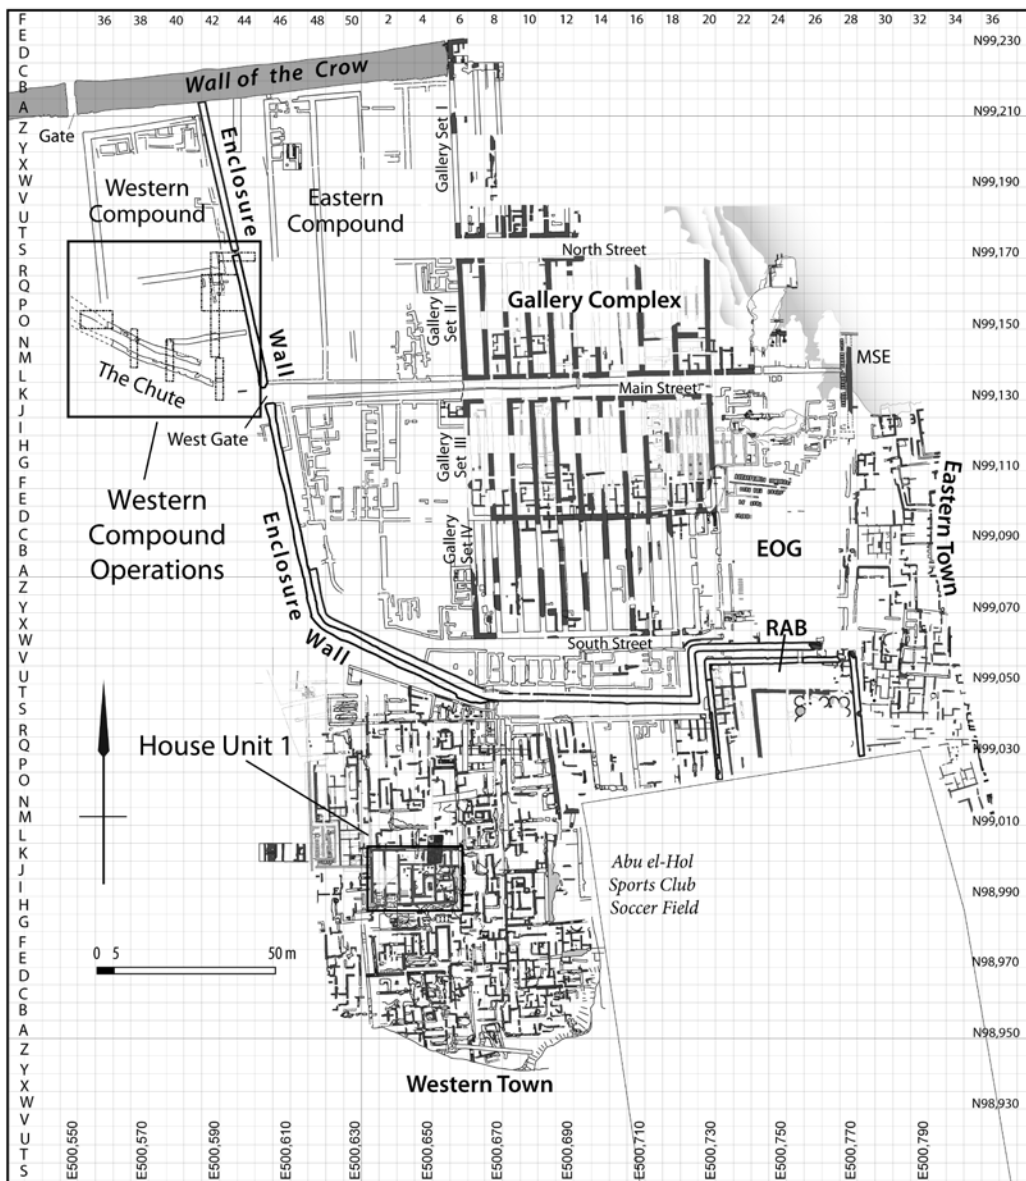 36 38 40 42 44 46 48 50 2 4 6 8 10 12 14 16 18 20 22 24 26 28 30 32 34 36
F
E
D
C
B
A
Z
Y
X
W
V
U
T
S
R
Q
P
O
N
M
L
K
J
I
H
G
F
E
D
C
B
A
Z
Y
X
W
V
U
T
S
R
Q
P
O
N
M
L
K
J
I
H
G
F
E
D
C
B
A
Z
Y
X
W
V
U
T
S
N99,230
N99,210
N99,190
N99,170
N99,150
N99,130
N99,110
N99,090
N99,070
N99,050
N99,030
N99,010
N98,990
N98,970
N98,950
N98,930
Wall of the Crow
Gate
Enclosure
Wall
Western
Compound
Eastern
Compound
Gallery Set I
North Street
Gallery
Set II
Gallery Complex
The Chute
Main Street
MSE
West Gate
Gallery
Set III
Western
Compound
Operations
Enclosure
Wall
Gallery
Set IV
EOG
Eastern Town
RAB
South Street
House Unit 1
Abu el-Hol
Sports Club
Soccer Field
0 5 50 m
Western Town
E500,550
E500,570
E500,590
E500,610
E500,630
E500,650
E500,670
E500,690
E500,710
E500,730
E500,750
E500,770
E500,790